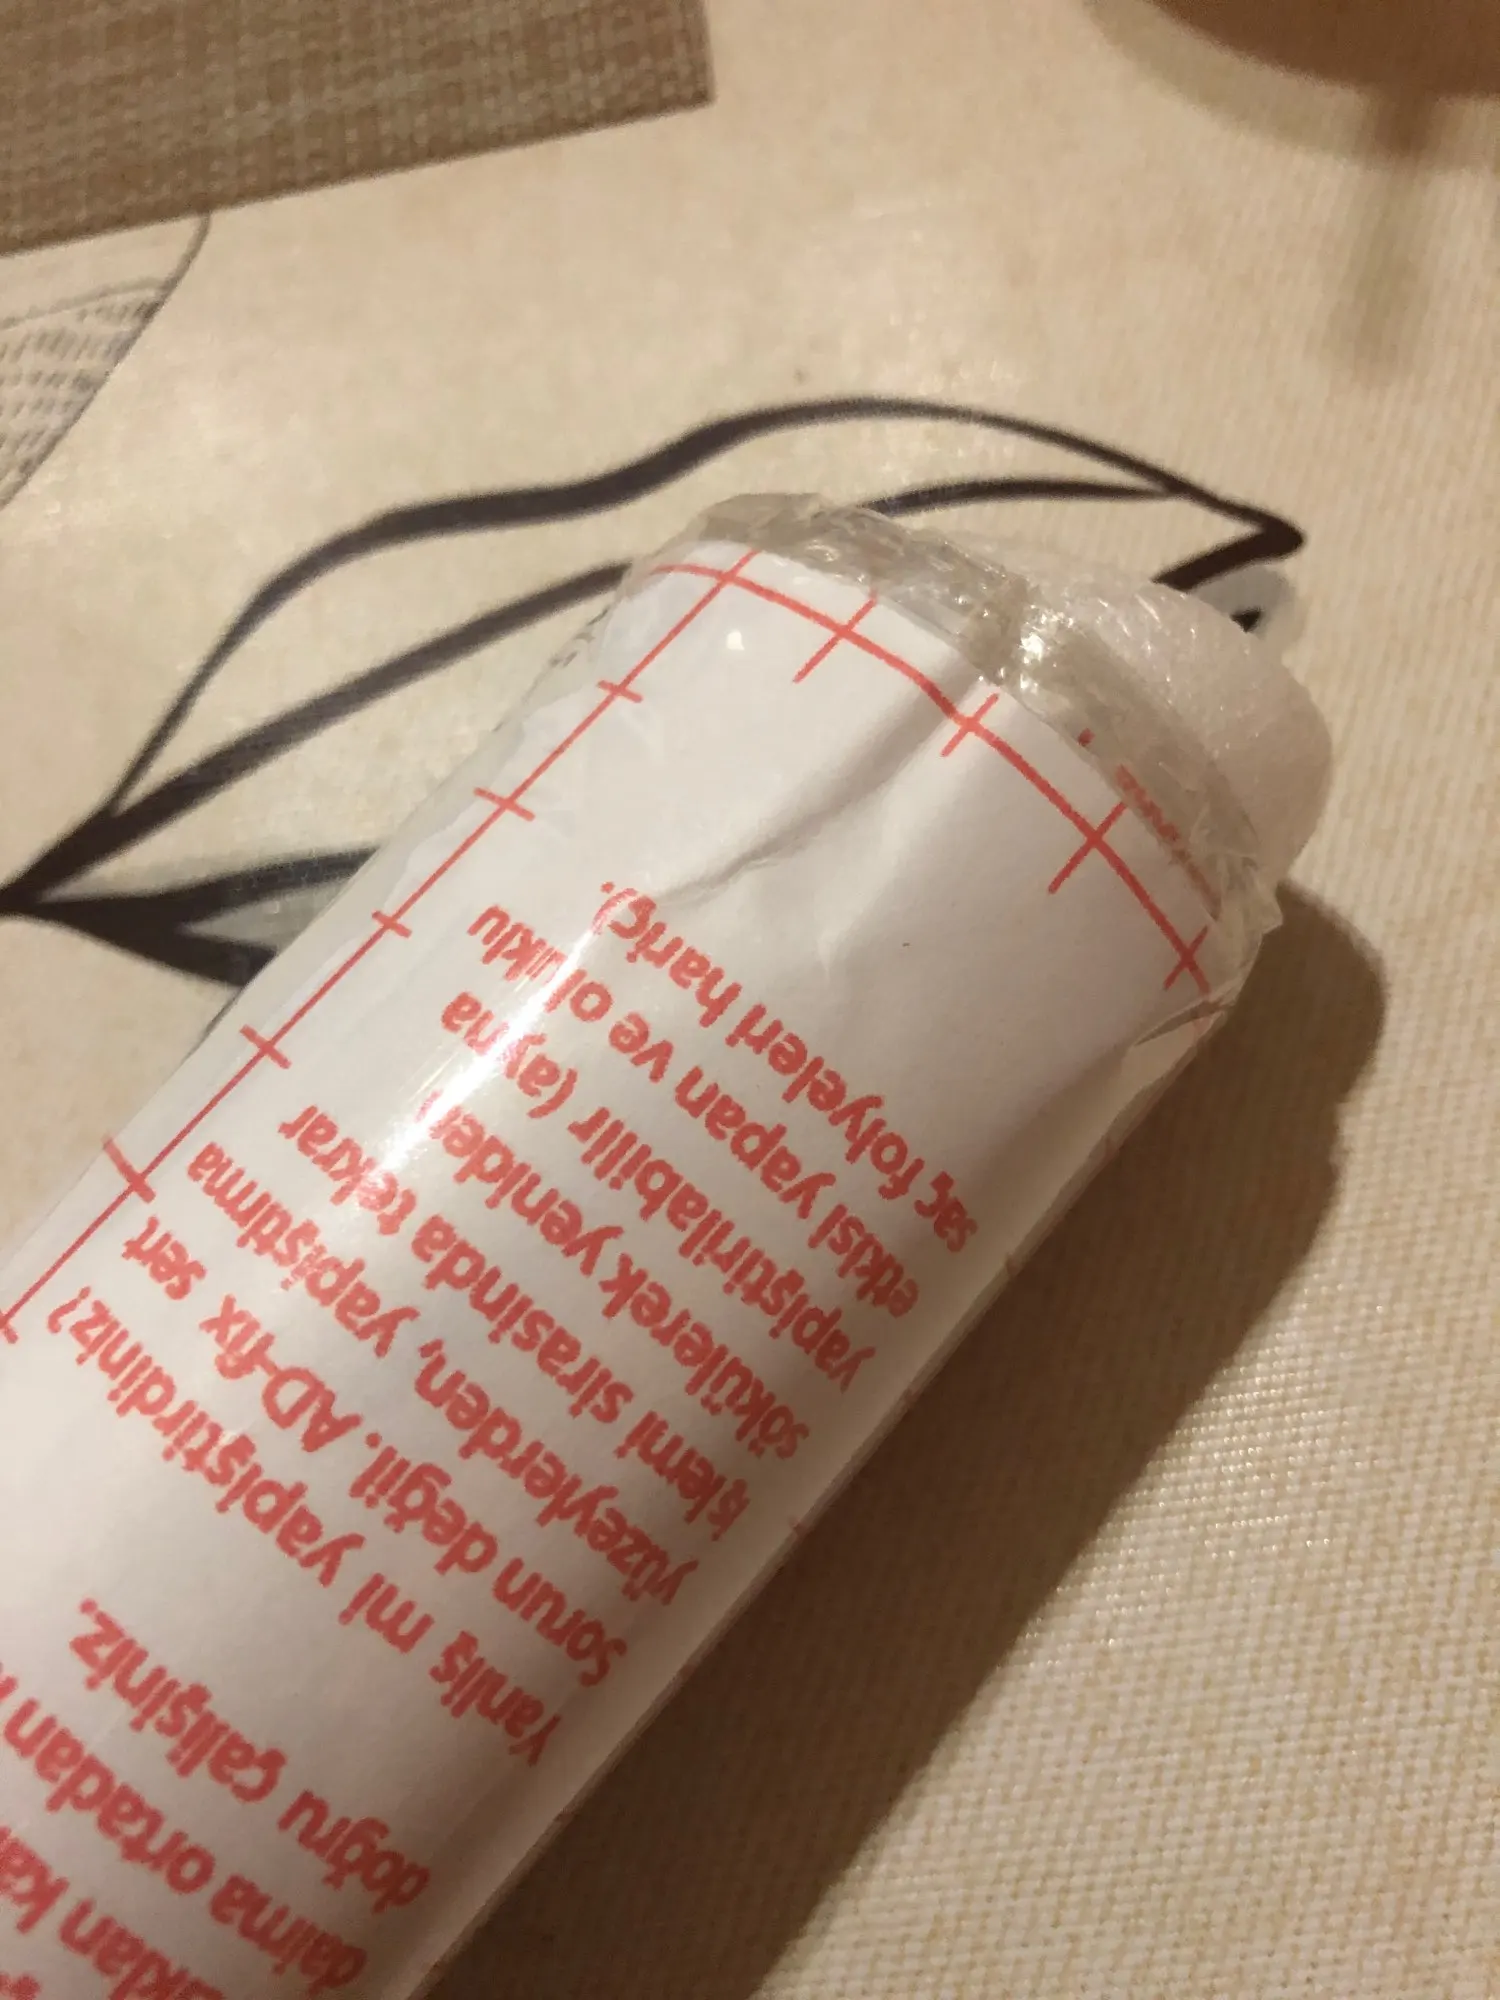 daima ortadan
doğru çalışınız.
Yanlış mı yapıştırdınız?
Sorun değil. AD-fix sert
yüzeylerden, yapıştırma
işlemi sırasında tekrar
sökülerek yeniden
yapıştırılabilir (ayna
etkisi yapan ve oluklu
saç folyeleri hariç).